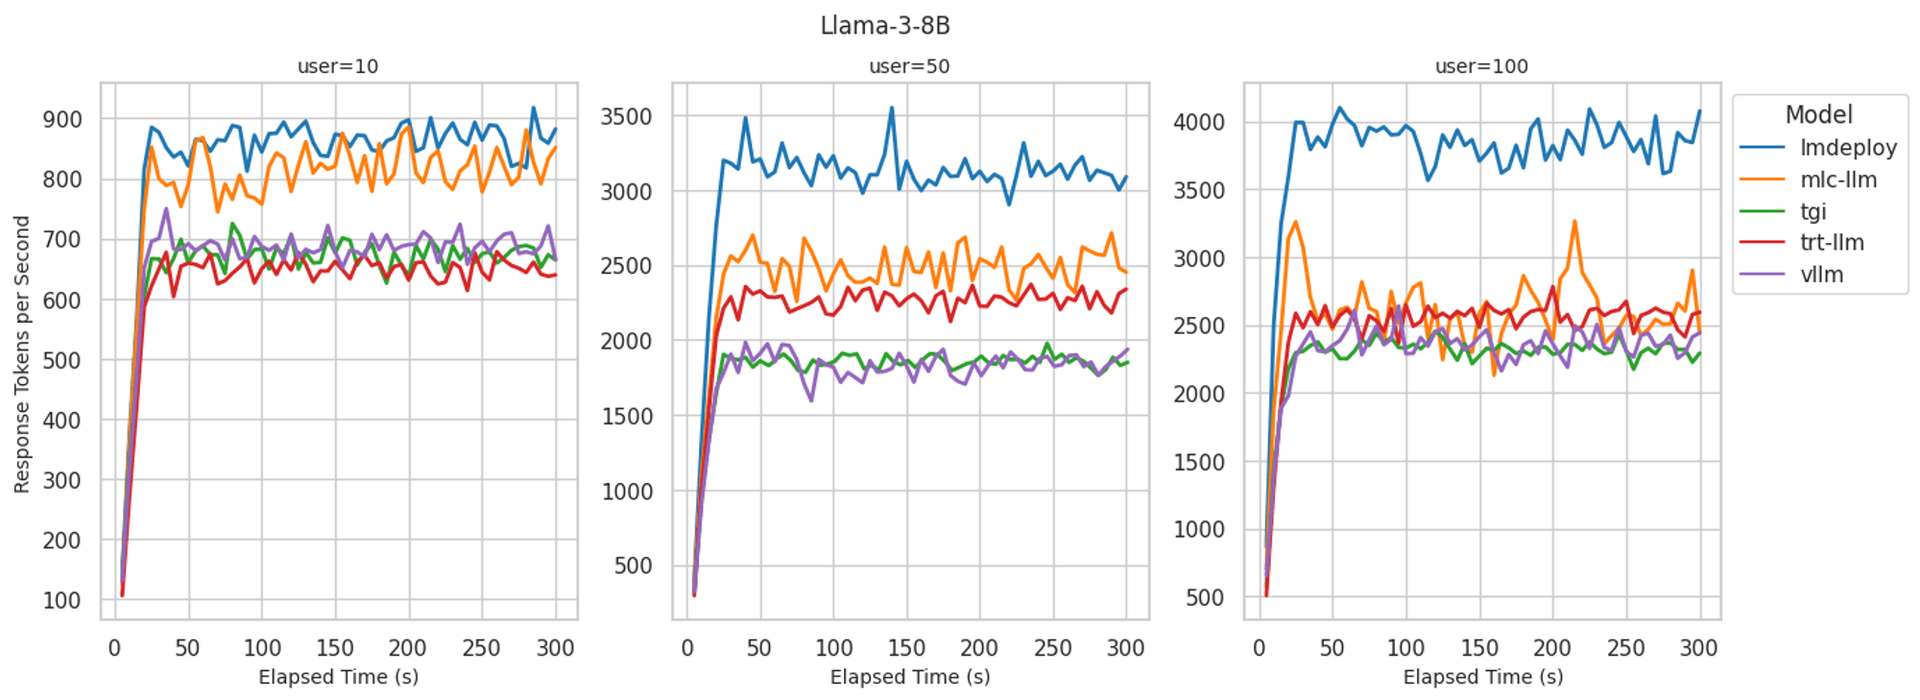 Llama-3-8B
user=10
user=50
user=100
Response Tokens per Second
900
800
700
600
500
400
300
200
100
0 50 100 150 200 250 300
Elapsed Time (s)
3500
3000
2500
2000
1500
1000
500
0 50 100 150 200 250 300
Elapsed Time (s)
4000
3500
3000
2500
2000
1500
1000
500
0 50 100 150 200 250 300
Elapsed Time (s)
Model
lmdeploy
mlc-llm
tgi
trt-llm
vllm